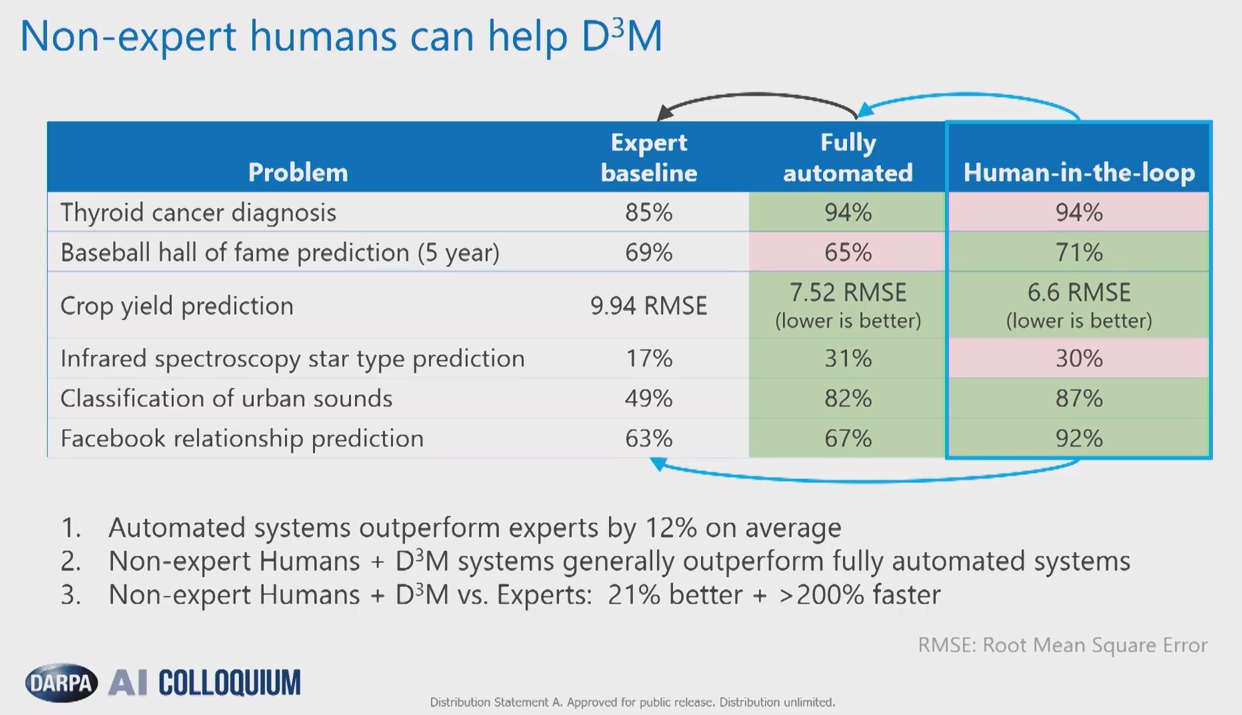 Non-expert humans can help D³M
Expert Fully
Problem baseline automated Human-in-the-loop
Thyroid cancer diagnosis 85% 94% 94%
Baseball hall of fame prediction (5 year) 69% 65% 71%
Crop yield prediction 9.94 RMSE 7.52 RMSE 6.6 RMSE
(lower is better) (lower is better)
Infrared spectroscopy star type prediction 17% 31% 30%
Classification of urban sounds 49% 82% 87%
Facebook relationship prediction 63% 67% 92%
1. Automated systems outperform experts by 12% on average
2. Non-expert Humans + D³M systems generally outperform fully automated systems
3. Non-expert Humans + D³M vs. Experts: 21% better + >200% faster
RMSE: Root Mean Square Error
DARPA AI COLLOQUIUM
Distribution Statement A. Approved for public release. Distribution unlimited.